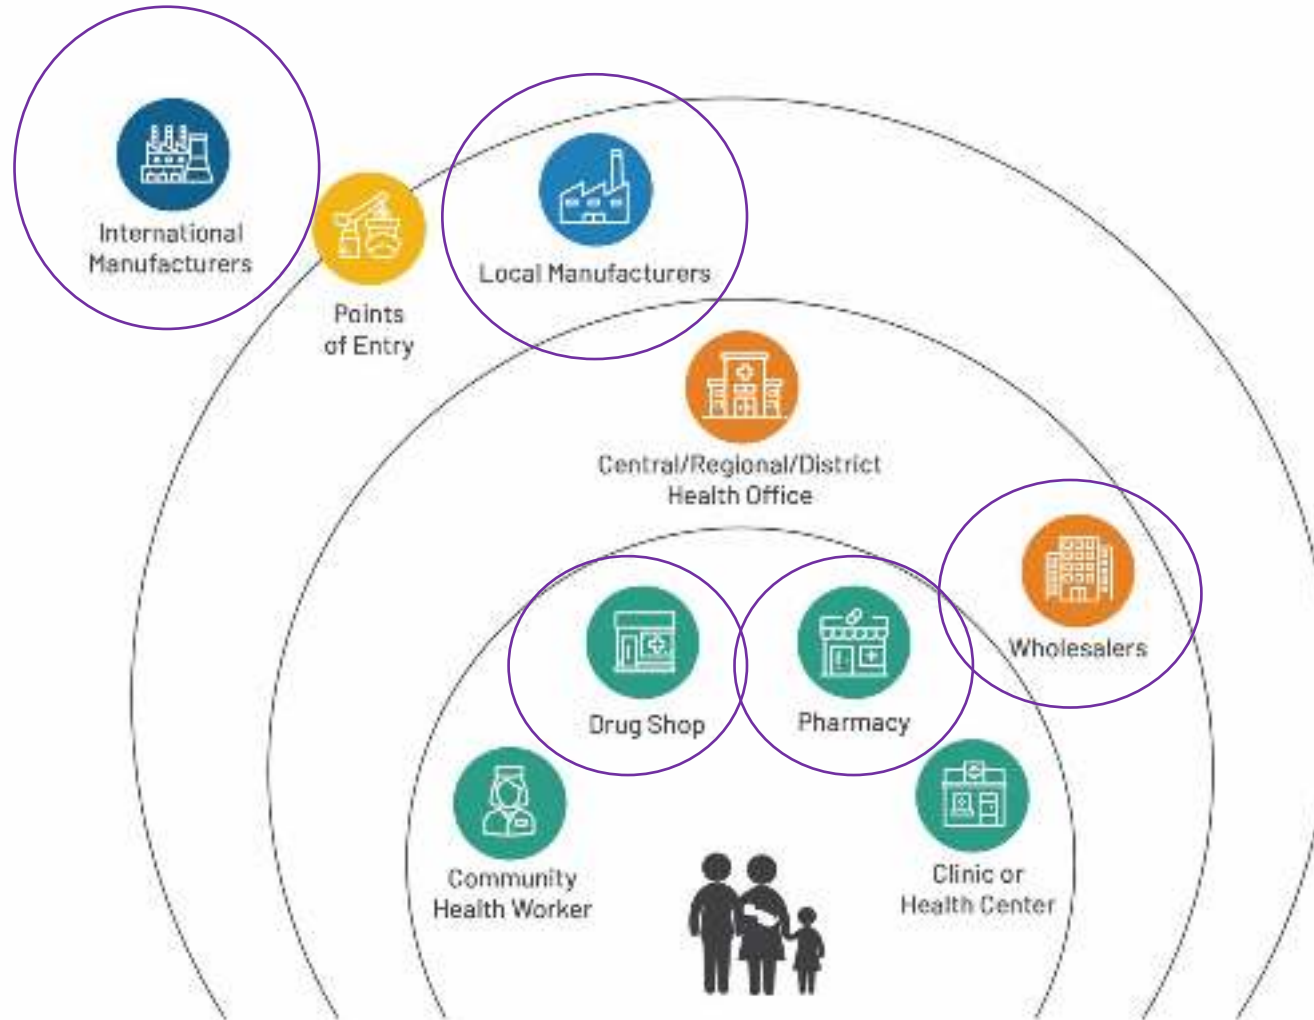 International
Manufacturers
Points
of Entry
Local Manufacturers
Central/Regional/District
Health Office
Wholesalers
Drug Shop
Pharmacy
Community
Health Worker
Clinic or
Health Center